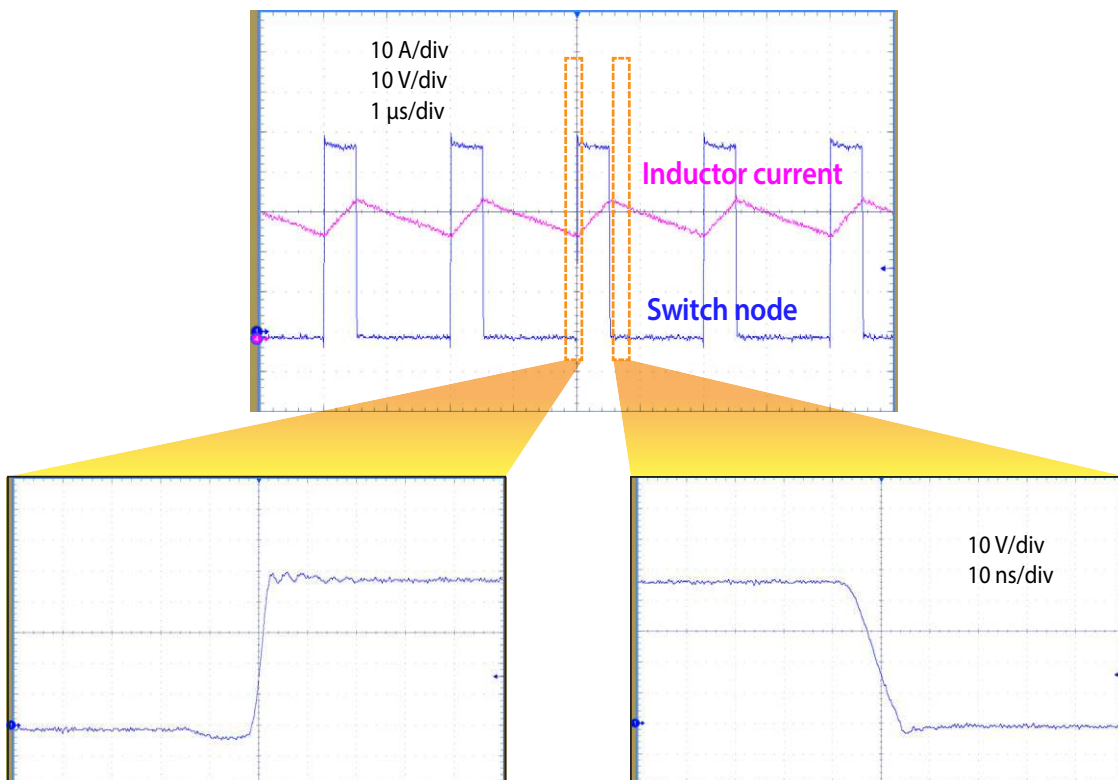 10 A/div
10 V/div
1 µs/div
Inductor current
Switch node
10 V/div
10 ns/div